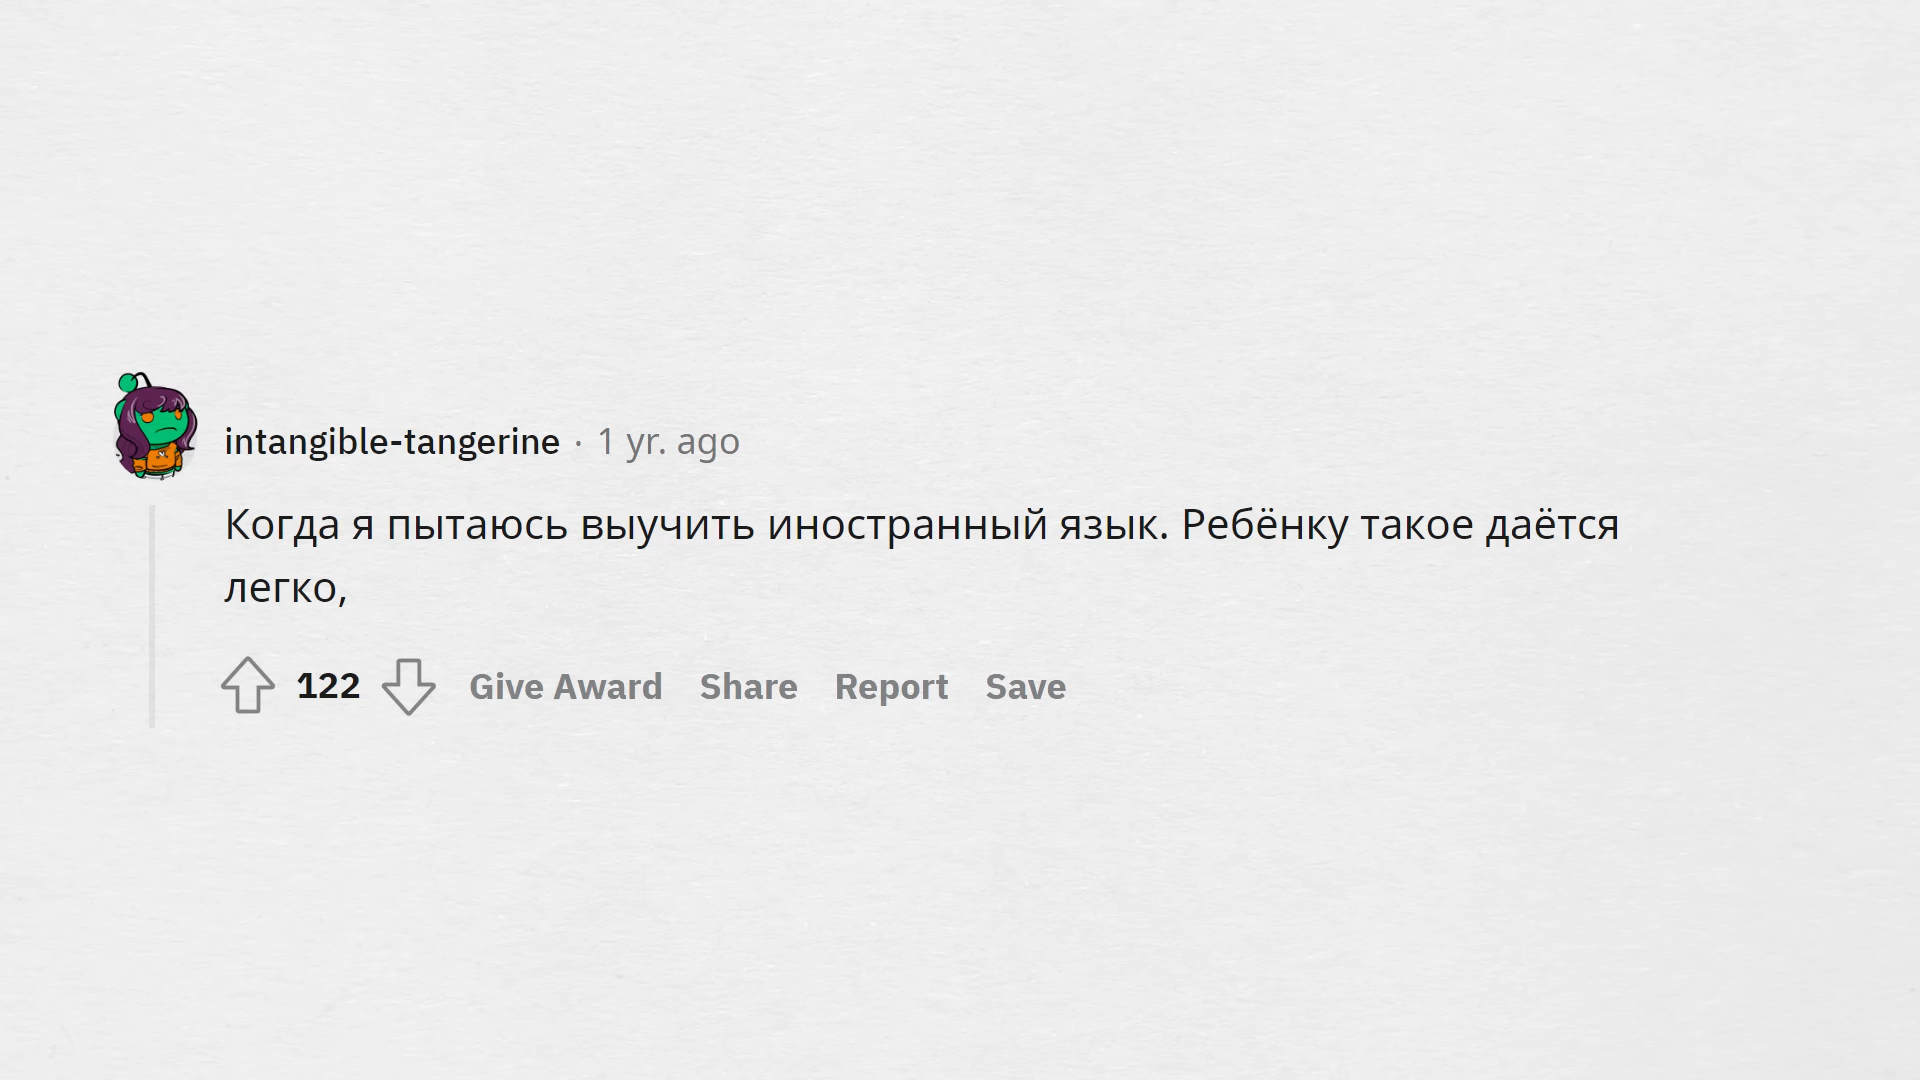 intangible-tangerine · 1 yr. ago
Когда я пытаюсь выучить иностранный язык. Ребёнку такое даётся
легко,
122 Give Award Share Report Save